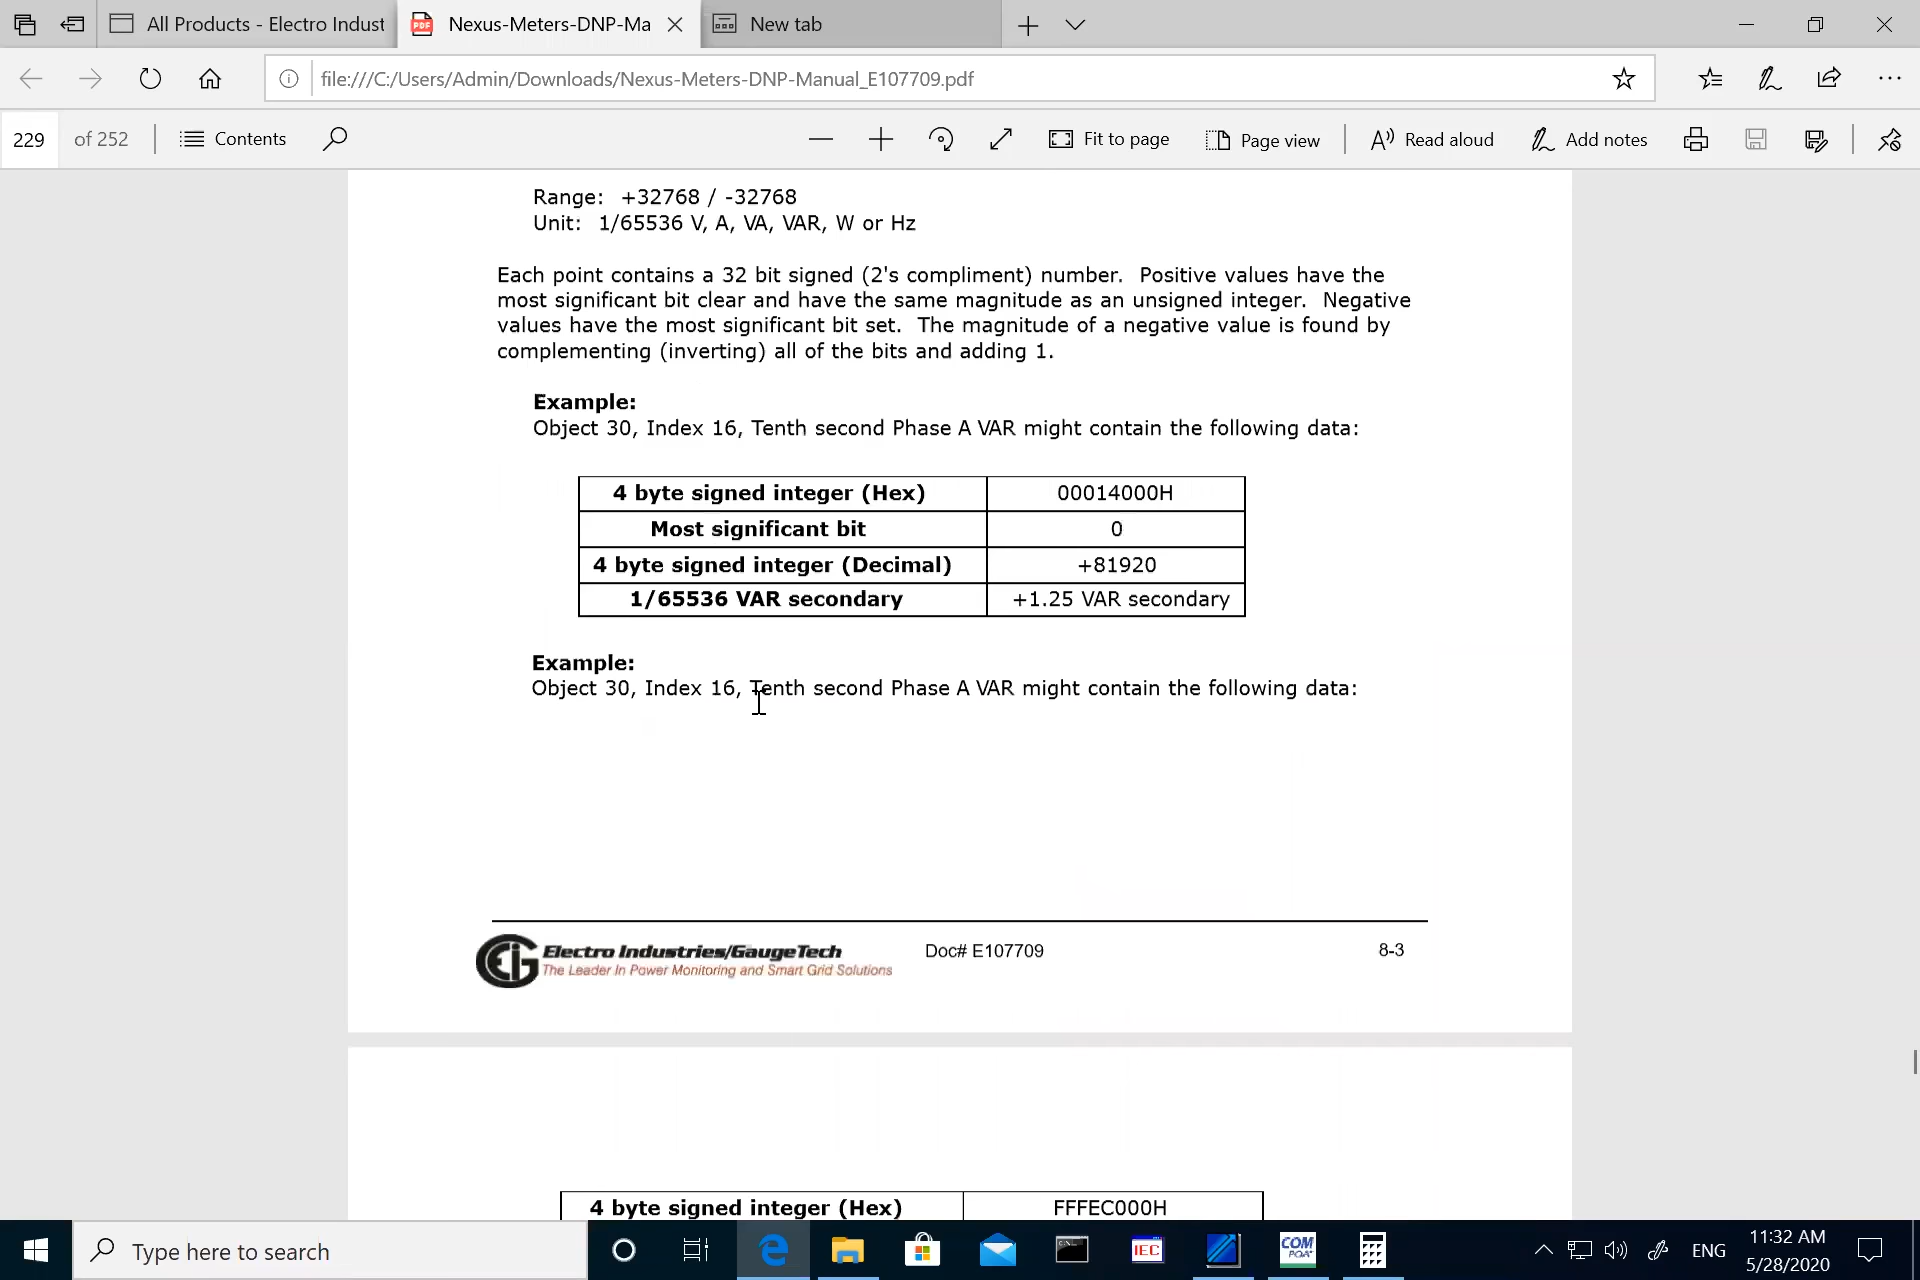 All Products - Electro Indust
Nexus-Meters-DNP-Ma
New tab
file:///C:/Users/Admin/Downloads/Nexus-Meters-DNP-Manual_E107709.pdf
229 of 252
Contents
Fit to page
Page view
Read aloud
Add notes
Range: +32768 / -32768
Unit: 1/65536 V, A, VA, VAR, W or Hz
Each point contains a 32 bit signed (2's compliment) number. Positive values have the
most significant bit clear and have the same magnitude as an unsigned integer. Negative
values have the most significant bit set. The magnitude of a negative value is found by
complementing (inverting) all of the bits and adding 1.
Example:
Object 30, Index 16, Tenth second Phase A VAR might contain the following data:
4 byte signed integer (Hex) 00014000H
Most significant bit 0
4 byte signed integer (Decimal) +81920
1/65536 VAR secondary +1.25 VAR secondary
Example:
Object 30, Index 16, Tenth second Phase A VAR might contain the following data:
EIG Electro Industries/GaugeTech
The Leader In Power Monitoring and Smart Grid Solutions
Doc# E107709
8-3
4 byte signed integer (Hex) FFFEC000H
Type here to search
IEC
COM
PQA
ENG
11:32 AM
5/28/2020